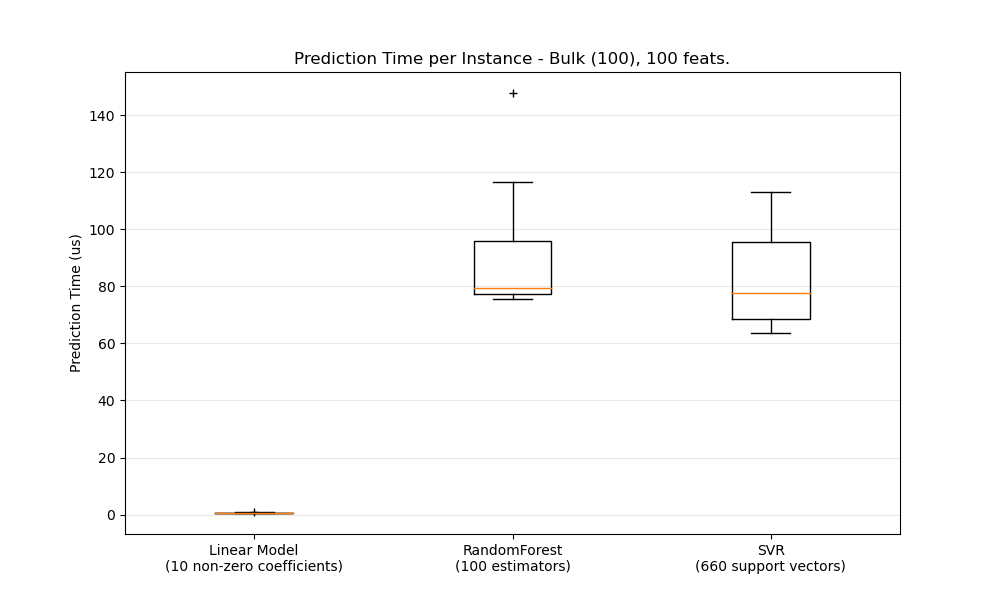 Prediction Time per Instance - Bulk (100), 100 feats.
Prediction Time (us)
140
120
100
80
60
40
20
0
Linear Model
(10 non-zero coefficients)
RandomForest
(100 estimators)
SVR
(660 support vectors)